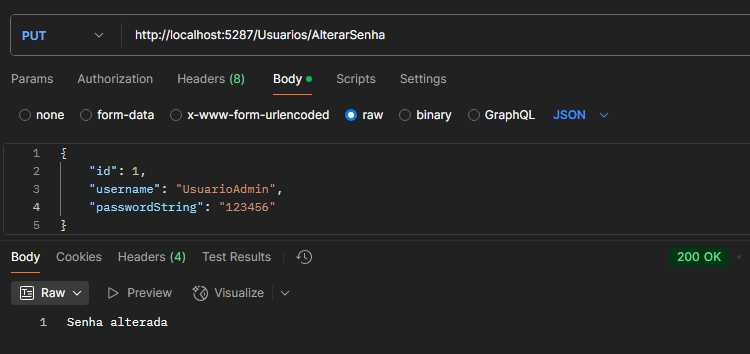 PUT http://localhost:5287/Usuarios/AlterarSenha
Params Authorization Headers (8) Body Scripts Settings
none form-data x-www-form-urlencoded raw binary GraphQL JSON
1 {
2 "id": 1,
3 "username": "UsuarioAdmin",
4 "passwordString": "123456"
5 }
Body Cookies Headers (4) Test Results 200 OK
Raw Preview Visualize
1 Senha alterada